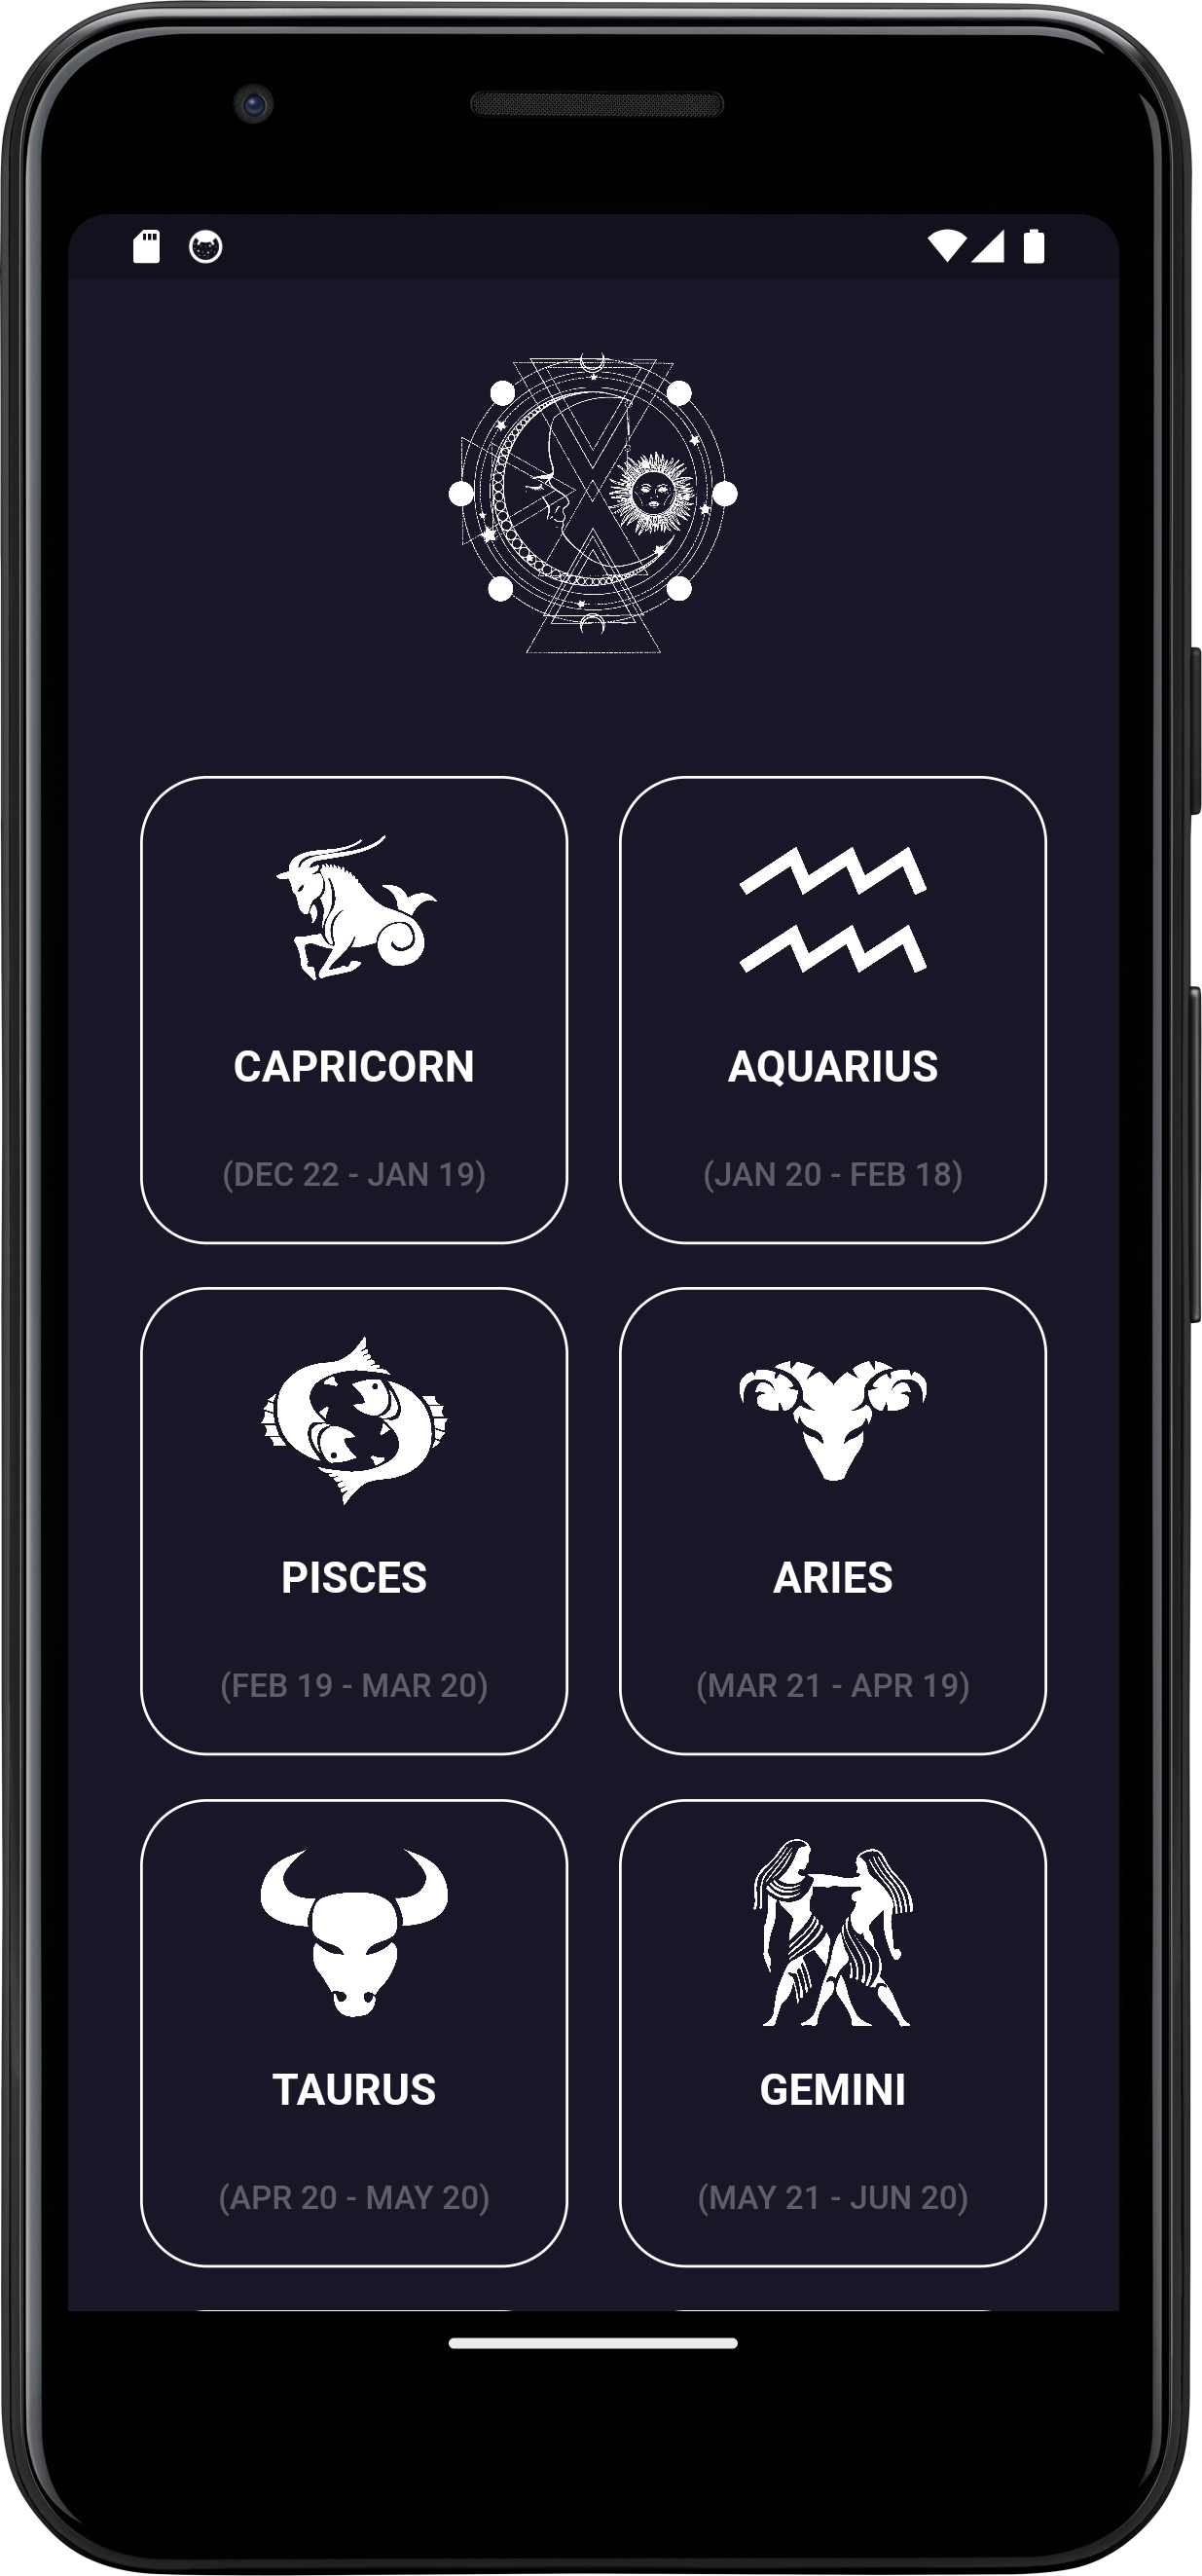 CAPRICORN
(DEC 22 - JAN 19)
AQUARIUS
(JAN 20 - FEB 18)
PISCES
(FEB 19 - MAR 20)
ARIES
(MAR 21 - APR 19)
TAURUS
(APR 20 - MAY 20)
GEMINI
(MAY 21 - JUN 20)